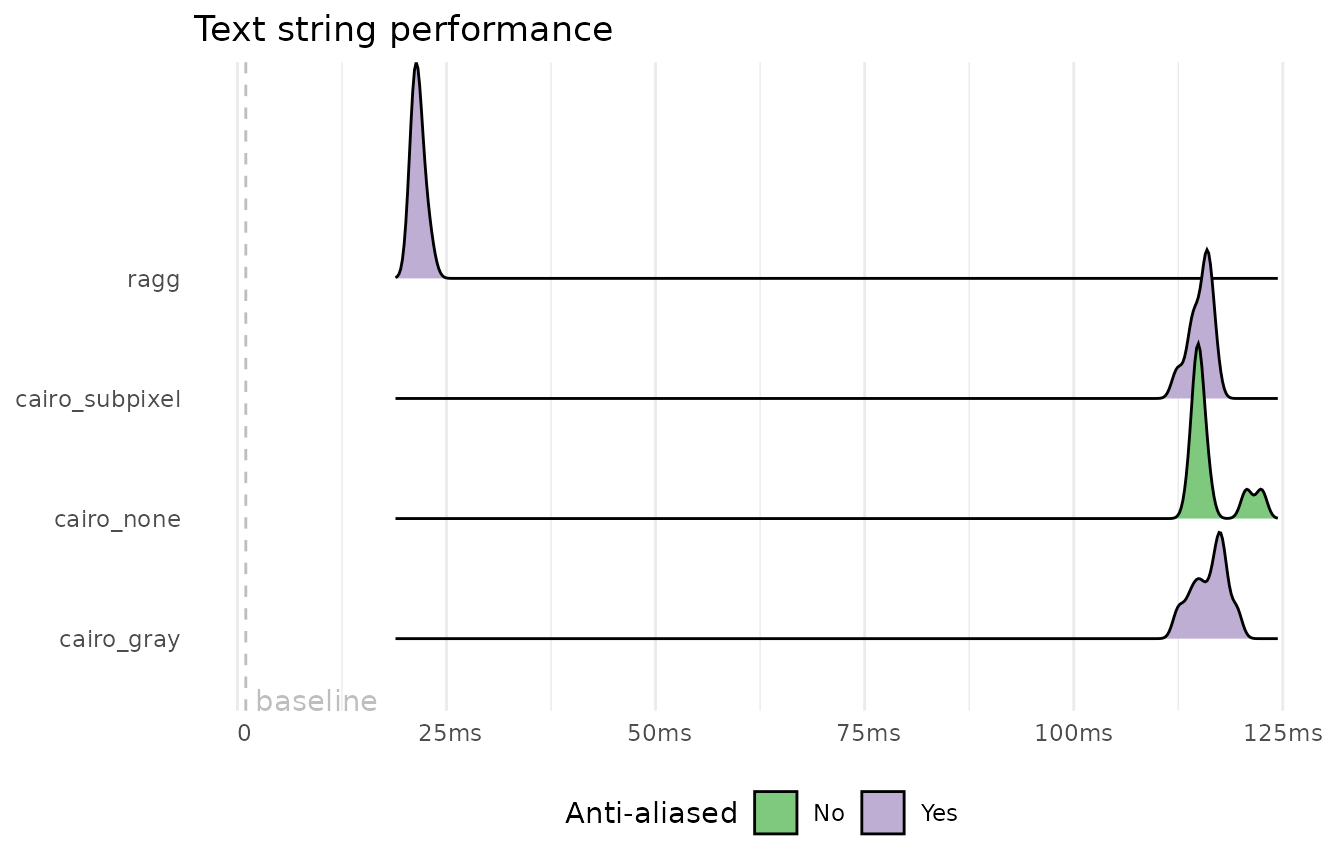 Text string performance
ragg
cairo_subpixel
cairo_none
cairo_gray
baseline
0 25ms 50ms 75ms 100ms 125ms
Anti-aliased No Yes